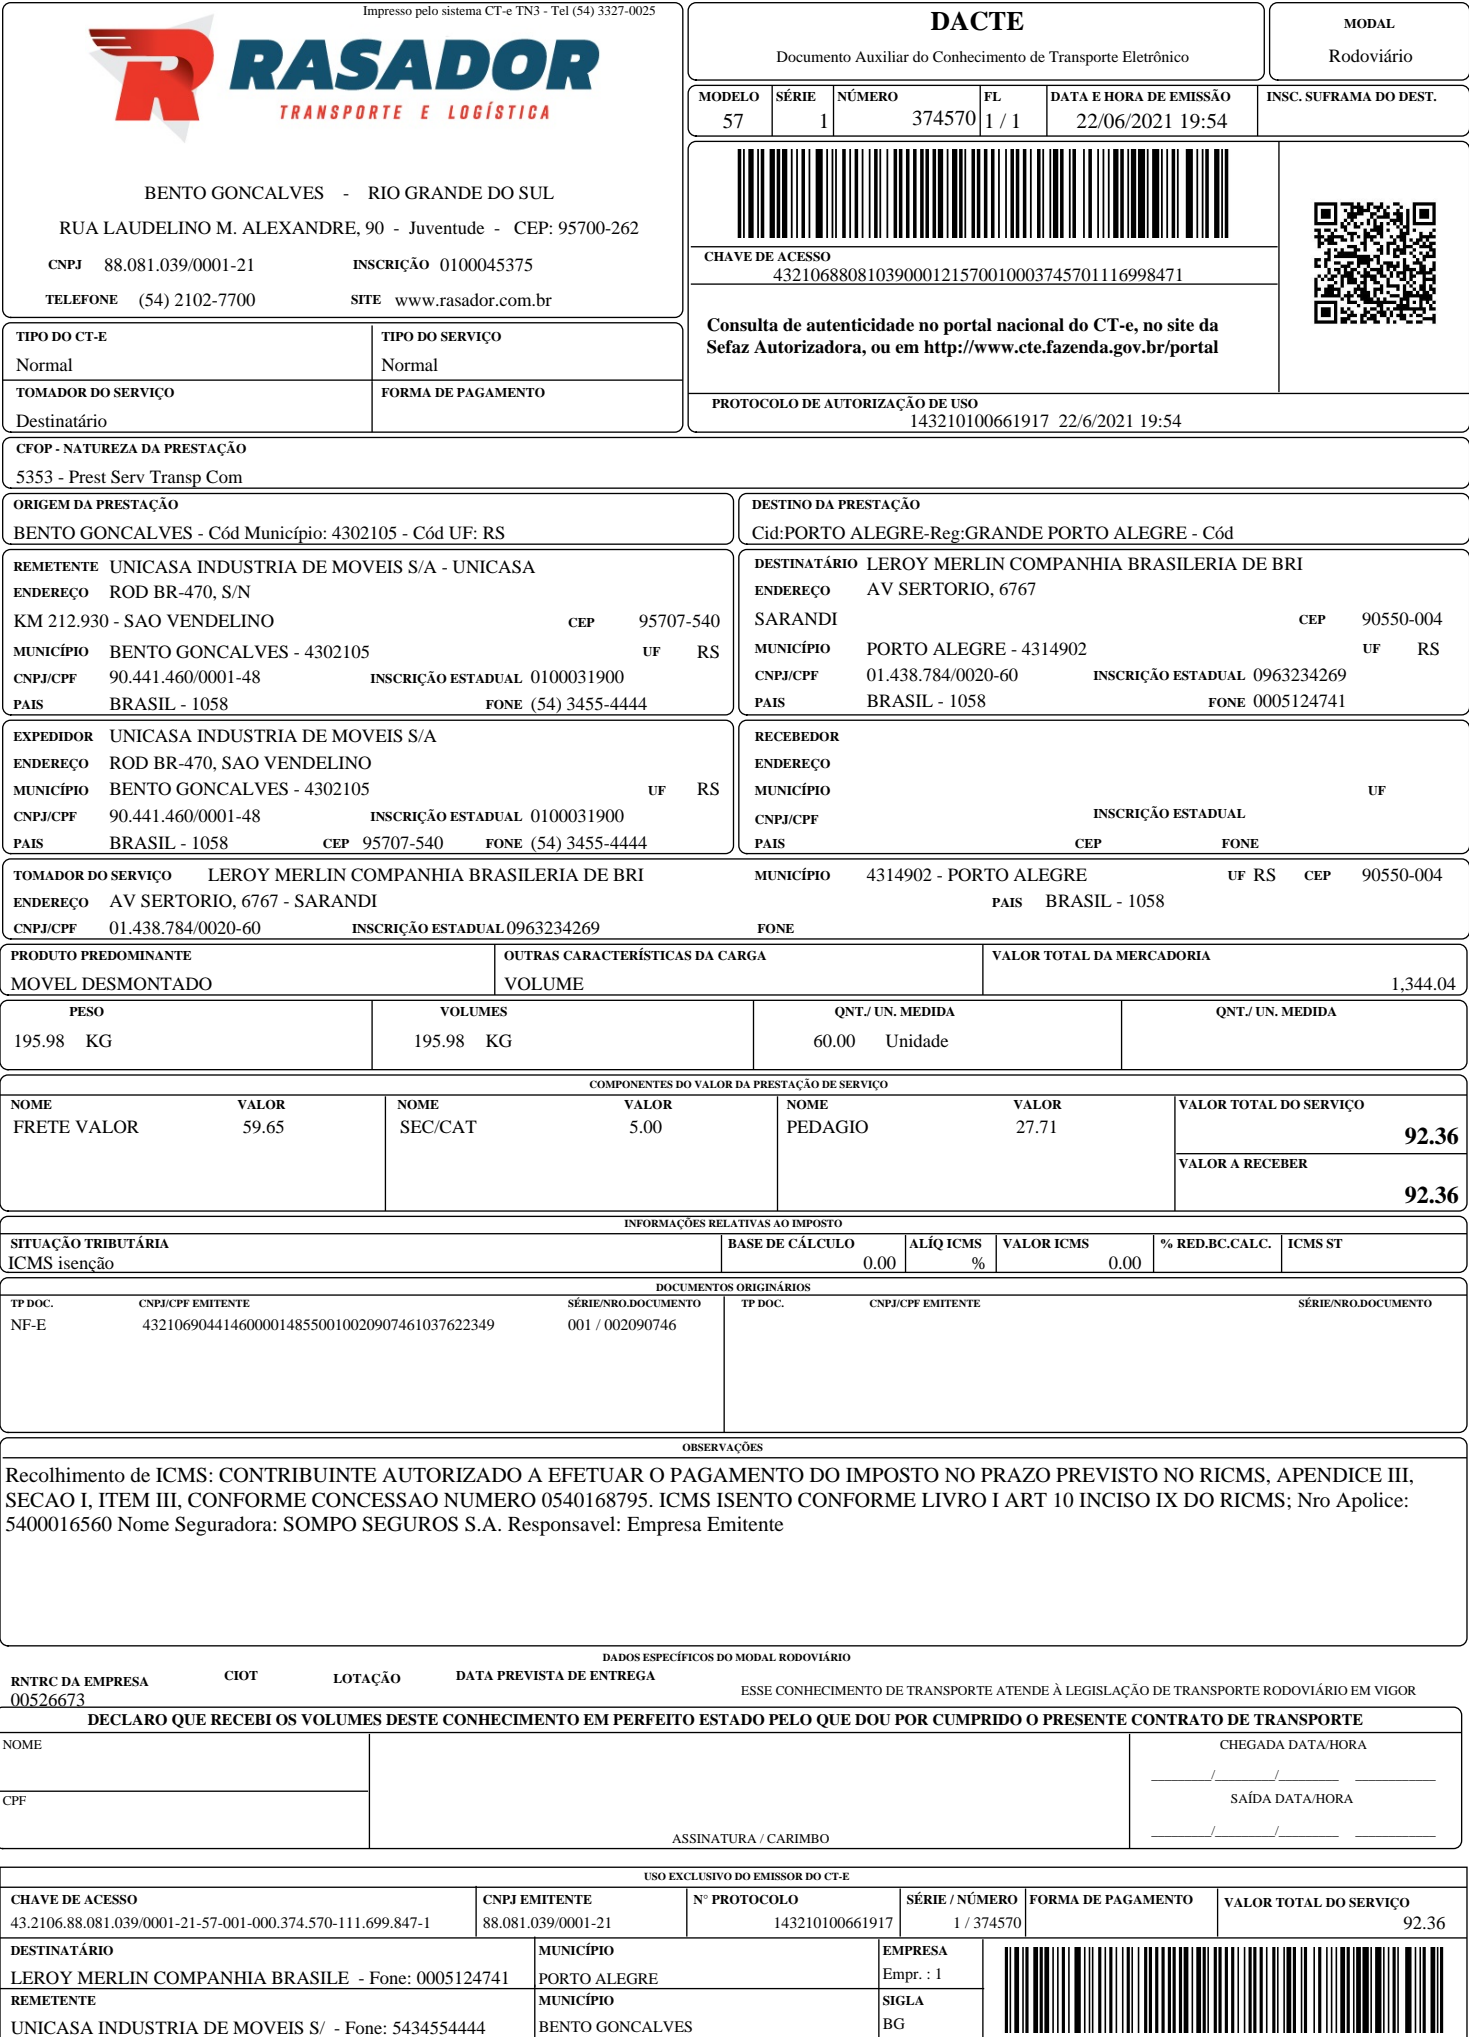 Impresso pelo sistema CT-e TN3 - Tel (54) 3327-0025
RASADOR
TRANSPORTE E LOGÍSTICA
BENTO GONCALVES - RIO GRANDE DO SUL
RUA LAUDELINO M. ALEXANDRE, 90 - Juventude - CEP: 95700-262
CNPJ 88.081.039/0001-21 INSCRIÇÃO 0100045375
TELEFONE (54) 2102-7700 SITE www.rasador.com.br
DACTE
Documento Auxiliar do Conhecimento de Transporte Eletrônico
MODAL
Rodoviário
MODELO SÉRIE NÚMERO FL DATA E HORA DE EMISSÃO INSC. SUFRAMA DO DEST.
57 1 374570 1 / 1 22/06/2021 19:54
CHAVE DE ACESSO
43210688081039000121570010003745701116998471
Consulta de autenticidade no portal nacional do CT-e, no site da
Sefaz Autorizadora, ou em http://www.cte.fazenda.gov.br/portal
PROTOCOLO DE AUTORIZAÇÃO DE USO
143210100661917 22/6/2021 19:54
TIPO DO CT-E TIPO DO SERVIÇO
Normal Normal
TOMADOR DO SERVIÇO FORMA DE PAGAMENTO
Destinatário
CFOP - NATUREZA DA PRESTAÇÃO
5353 - Prest Serv Transp Com
ORIGEM DA PRESTAÇÃO
BENTO GONCALVES - Cód Município: 4302105 - Cód UF: RS
DESTINO DA PRESTAÇÃO
Cid:PORTO ALEGRE-Reg:GRANDE PORTO ALEGRE - Cód
REMETENTE UNICASA INDUSTRIA DE MOVEIS S/A - UNICASA
ENDEREÇO ROD BR-470, S/N
KM 212.930 - SAO VENDELINO CEP 95707-540
MUNICÍPIO BENTO GONCALVES - 4302105 UF RS
CNPJ/CPF 90.441.460/0001-48 INSCRIÇÃO ESTADUAL 0100031900
PAIS BRASIL - 1058 FONE (54) 3455-4444
DESTINATÁRIO LEROY MERLIN COMPANHIA BRASILERIA DE BRI
ENDEREÇO AV SERTORIO, 6767
SARANDI CEP 90550-004
MUNICÍPIO PORTO ALEGRE - 4314902 UF RS
CNPJ/CPF 01.438.784/0020-60 INSCRIÇÃO ESTADUAL 0963234269
PAIS BRASIL - 1058 FONE 0005124741
EXPEDIDOR UNICASA INDUSTRIA DE MOVEIS S/A
ENDEREÇO ROD BR-470, SAO VENDELINO
MUNICÍPIO BENTO GONCALVES - 4302105 UF RS
CNPJ/CPF 90.441.460/0001-48 INSCRIÇÃO ESTADUAL 0100031900
PAIS BRASIL - 1058 CEP 95707-540 FONE (54) 3455-4444
RECEBEDOR
ENDEREÇO
MUNICÍPIO UF
CNPJ/CPF INSCRIÇÃO ESTADUAL
PAIS CEP FONE
TOMADOR DO SERVIÇO LEROY MERLIN COMPANHIA BRASILERIA DE BRI MUNICÍPIO 4314902 - PORTO ALEGRE UF RS CEP 90550-004
ENDEREÇO AV SERTORIO, 6767 - SARANDI PAIS BRASIL - 1058
CNPJ/CPF 01.438.784/0020-60 INSCRIÇÃO ESTADUAL 0963234269 FONE
PRODUTO PREDOMINANTE OUTRAS CARACTERÍSTICAS DA CARGA VALOR TOTAL DA MERCADORIA
MOVEL DESMONTADO VOLUME 1,344.04
PESO VOLUMES QNT./ UN. MEDIDA QNT./ UN. MEDIDA
195.98 KG 195.98 KG 60.00 Unidade
COMPONENTES DO VALOR DA PRESTAÇÃO DE SERVIÇO
NOME VALOR NOME VALOR NOME VALOR VALOR TOTAL DO SERVIÇO
FRETE VALOR 59.65 SEC/CAT 5.00 PEDAGIO 27.71 92.36
VALOR A RECEBER
92.36
INFORMAÇÕES RELATIVAS AO IMPOSTO
SITUAÇÃO TRIBUTÁRIA BASE DE CÁLCULO ALÍQ ICMS VALOR ICMS % RED.BC.CALC. ICMS ST
ICMS isenção 0.00 % 0.00
DOCUMENTOS ORIGINÁRIOS
TP DOC. CNPJ/CPF EMITENTE SÉRIE/NRO.DOCUMENTO TP DOC. CNPJ/CPF EMITENTE SÉRIE/NRO.DOCUMENTO
NF-E 43210690441460000148550010020907461037622349 001 / 002090746
OBSERVAÇÕES
Recolhimento de ICMS: CONTRIBUINTE AUTORIZADO A EFETUAR O PAGAMENTO DO IMPOSTO NO PRAZO PREVISTO NO RICMS, APENDICE III,
SECAO I, ITEM III, CONFORME CONCESSAO NUMERO 0540168795. ICMS ISENTO CONFORME LIVRO I ART 10 INCISO IX DO RICMS; Nro Apolice:
5400016560 Nome Seguradora: SOMPO SEGUROS S.A. Responsavel: Empresa Emitente
DADOS ESPECÍFICOS DO MODAL RODOVIÁRIO
RNTRC DA EMPRESA CIOT LOTAÇÃO DATA PREVISTA DE ENTREGA
00526673
ESSE CONHECIMENTO DE TRANSPORTE ATENDE À LEGISLAÇÃO DE TRANSPORTE RODOVIÁRIO EM VIGOR
DECLARO QUE RECEBI OS VOLUMES DESTE CONHECIMENTO EM PERFEITO ESTADO PELO QUE DOU POR CUMPRIDO O PRESENTE CONTRATO DE TRANSPORTE
NOME CHEGADA DATA/HORA
_________/_________/_________ ____________
CPF SAÍDA DATA/HORA
_________/_________/_________ ____________
ASSINATURA / CARIMBO
USO EXCLUSIVO DO EMISSOR DO CT-E
CHAVE DE ACESSO CNPJ EMITENTE N° PROTOCOLO SÉRIE / NÚMERO FORMA DE PAGAMENTO VALOR TOTAL DO SERVIÇO
43.2106.88.081.039/0001-21-57-001-000.374.570-111.699.847-1 88.081.039/0001-21 143210100661917 1 / 374570 92.36
DESTINATÁRIO MUNICÍPIO EMPRESA
LEROY MERLIN COMPANHIA BRASILE - Fone: 0005124741 PORTO ALEGRE Empr. : 1
REMETENTE MUNICÍPIO SIGLA
UNICASA INDUSTRIA DE MOVEIS S/ - Fone: 5434554444 BENTO GONCALVES BG